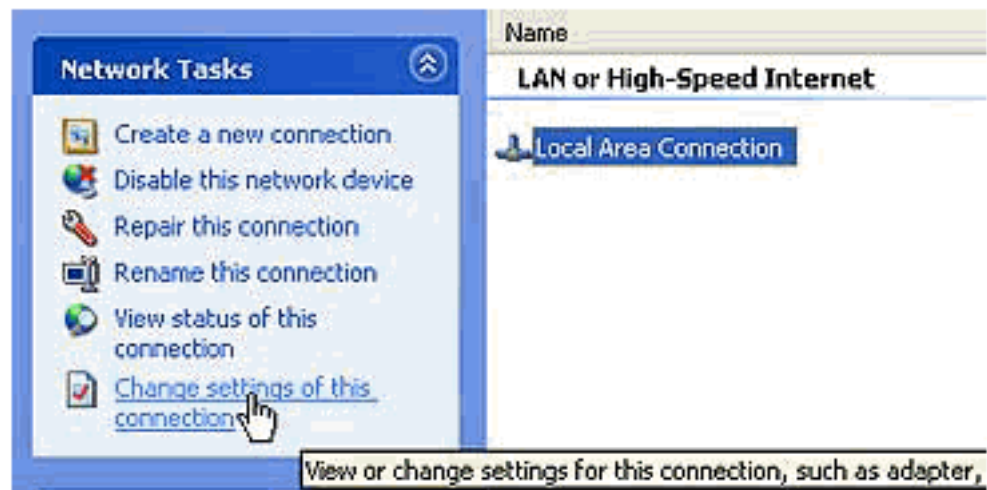 Name
Network Tasks
LAN or High-Speed Internet
Create a new connection
Local Area Connection
Disable this network device
Repair this connection
Rename this connection
View status of this
connection
Change settings of this
connection
View or change settings for this connection, such as adapter,